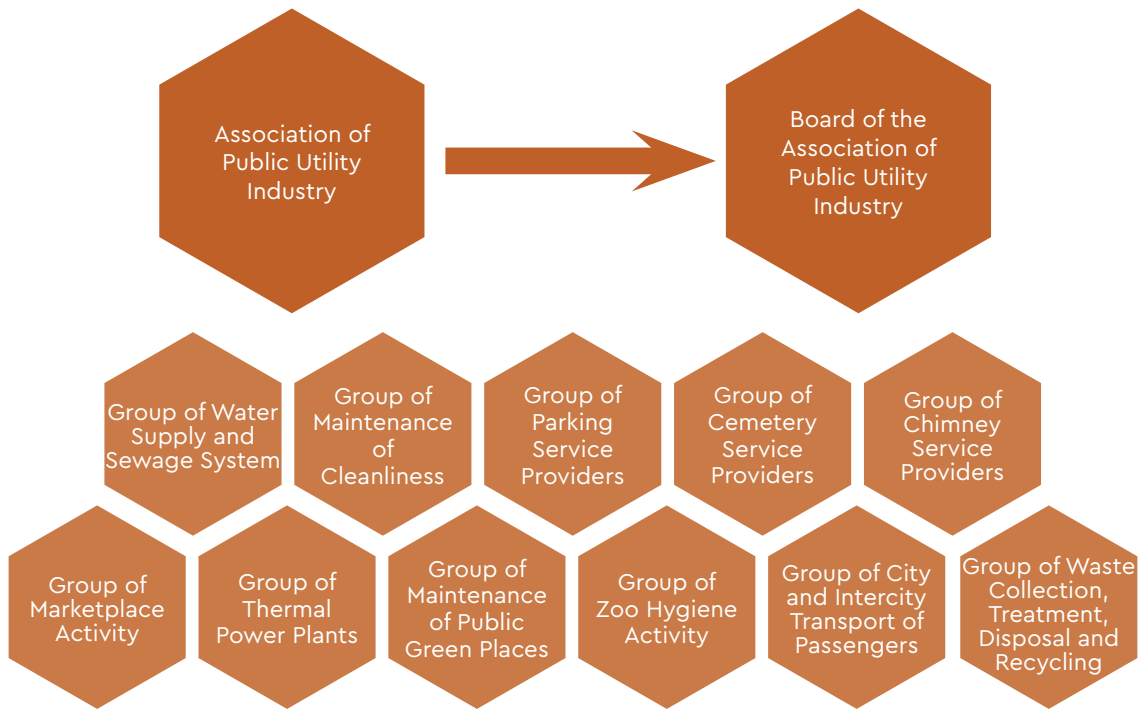 Association of
Public Utility
Industry
Board of the
Association of
Public Utility
Industry
Group of Water
Supply and
Sewage System
Group of
Maintenance
of
Cleanliness
Group of
Parking
Service
Providers
Group of
Cemetery
Service
Providers
Group of
Chimney
Service
Providers
Group of
Marketplace
Activity
Group of
Thermal
Power Plants
Group of
Maintenance
of Public
Green Places
Group of
Zoo Hygiene
Activity
Group of City
and Intercity
Transport of
Passengers
Group of Waste
Collection,
Treatment,
Disposal and
Recycling